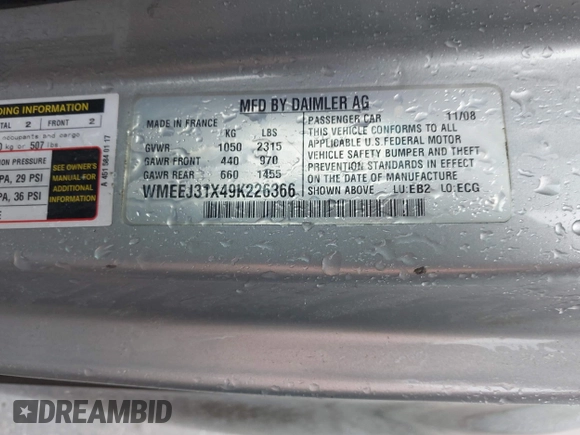 DING INFORMATION
TAL 2 FRONT 2
occupants and cargo
kg or 507 lbs
ION PRESSURE
PA, 29 PSI
PA, 36 PSI
SEE OWNER'S
MANUAL FOR
ADDITIONAL
INFORMATION
A 451 584 01 17
MFD BY DAIMLER AG
MADE IN FRANCE
KG LBS
GVWR 1050 2315
GAWR FRONT 440 970
GAWR REAR 660 1455
WMEEJ31X49K226366
PASSENGER CAR 11/08
THIS VEHICLE CONFORMS TO ALL
APPLICABLE U.S. FEDERAL MOTOR
VEHICLE SAFETY BUMPER AND THEFT
PREVENTION STANDARDS IN EFFECT
ON THE DATE OF MANUFACTURE
SHOWN ABOVE LU:EB2 LO:ECG
DREAMBID